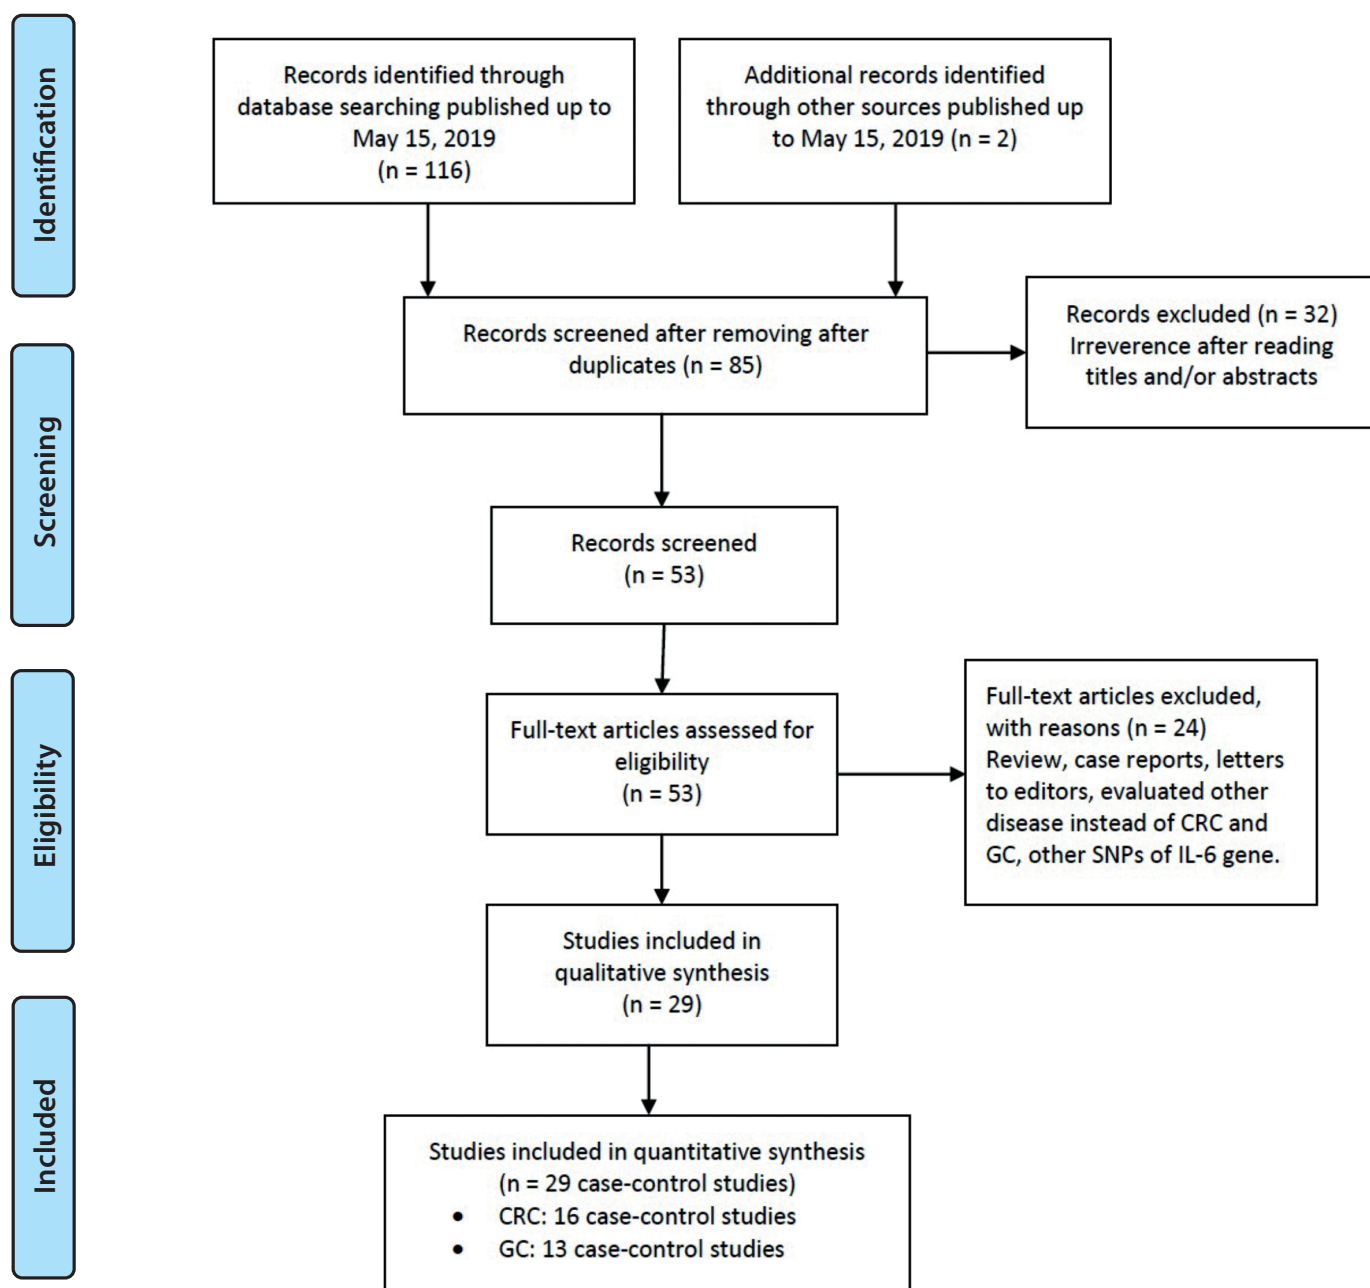 Identification
Records identified through
database searching published up to
May 15, 2019
(n = 116)
Additional records identified
through other sources published up
to May 15, 2019 (n = 2)
Records screened after removing after
duplicates (n = 85)
Records excluded (n = 32)
Irreverence after reading
titles and/or abstracts
Screening
Records screened
(n = 53)
Eligibility
Full-text articles assessed for
eligibility
(n = 53)
Full-text articles excluded,
with reasons (n = 24)
Review, case reports, letters
to editors, evaluated other
disease instead of CRC and
GC, other SNPs of IL-6 gene.
Studies included in
qualitative synthesis
(n = 29)
Included
Studies included in quantitative synthesis
(n = 29 case-control studies)
• CRC: 16 case-control studies
• GC: 13 case-control studies